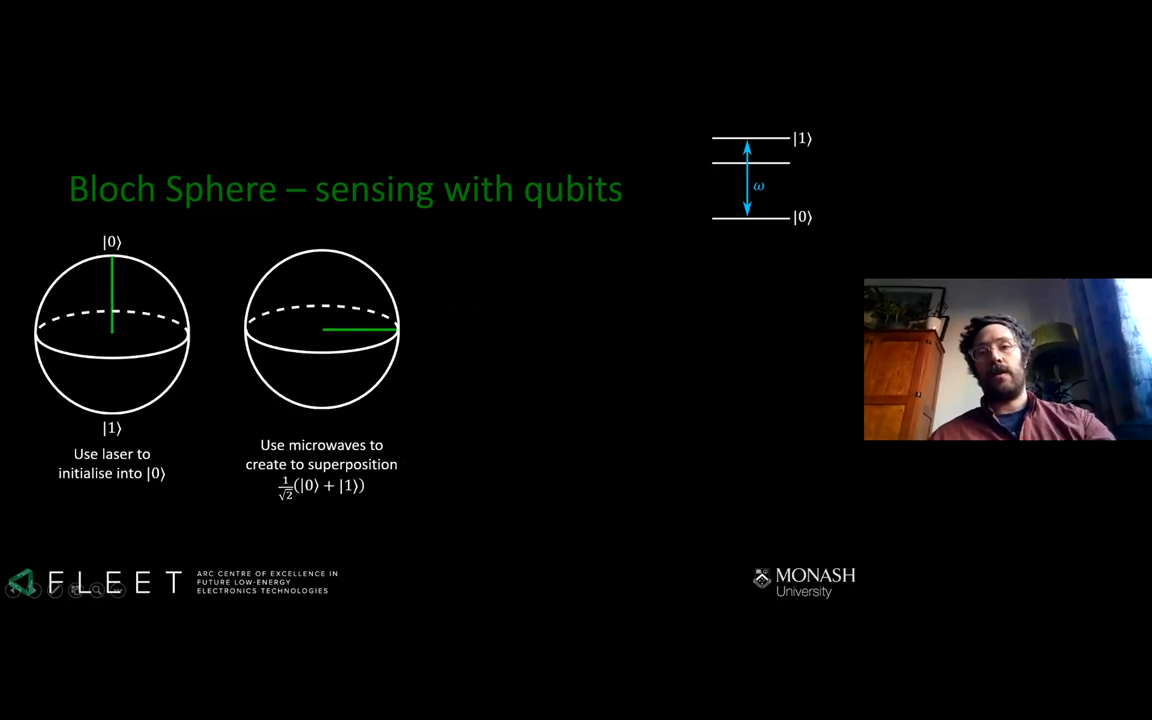 |1⟩
Bloch Sphere – sensing with qubits
ω
|0⟩
|0⟩
|1⟩
Use laser to
initialise into |0⟩
Use microwaves to
create to superposition
1/√2(|0⟩ + |1⟩)
FLEET
ARC CENTRE OF EXCELLENCE IN
FUTURE LOW-ENERGY
ELECTRONICS TECHNOLOGIES
MONASH
University